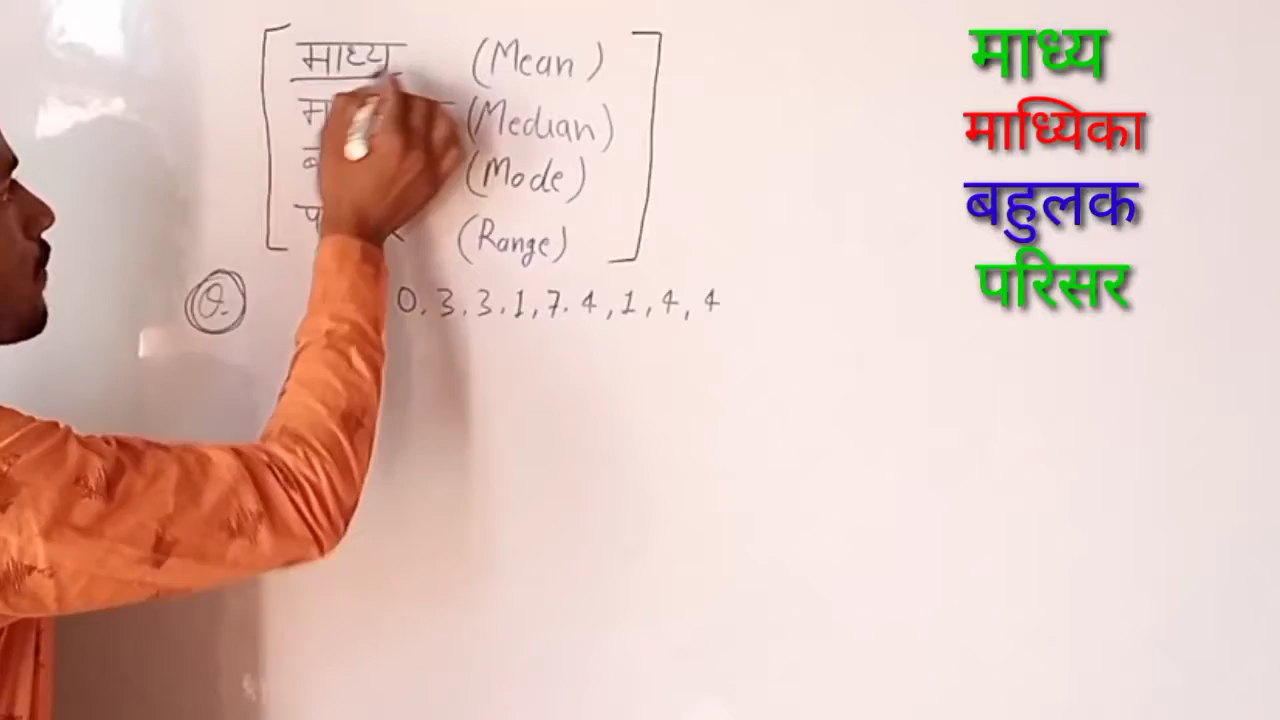 माध्य (Mean)
(Median)
(Mode)
(Range)
Q. 0. 3. 3. 1, 7. 4, 1, 4, 4
माध्य
माध्यिका
बहुलक
परिसर